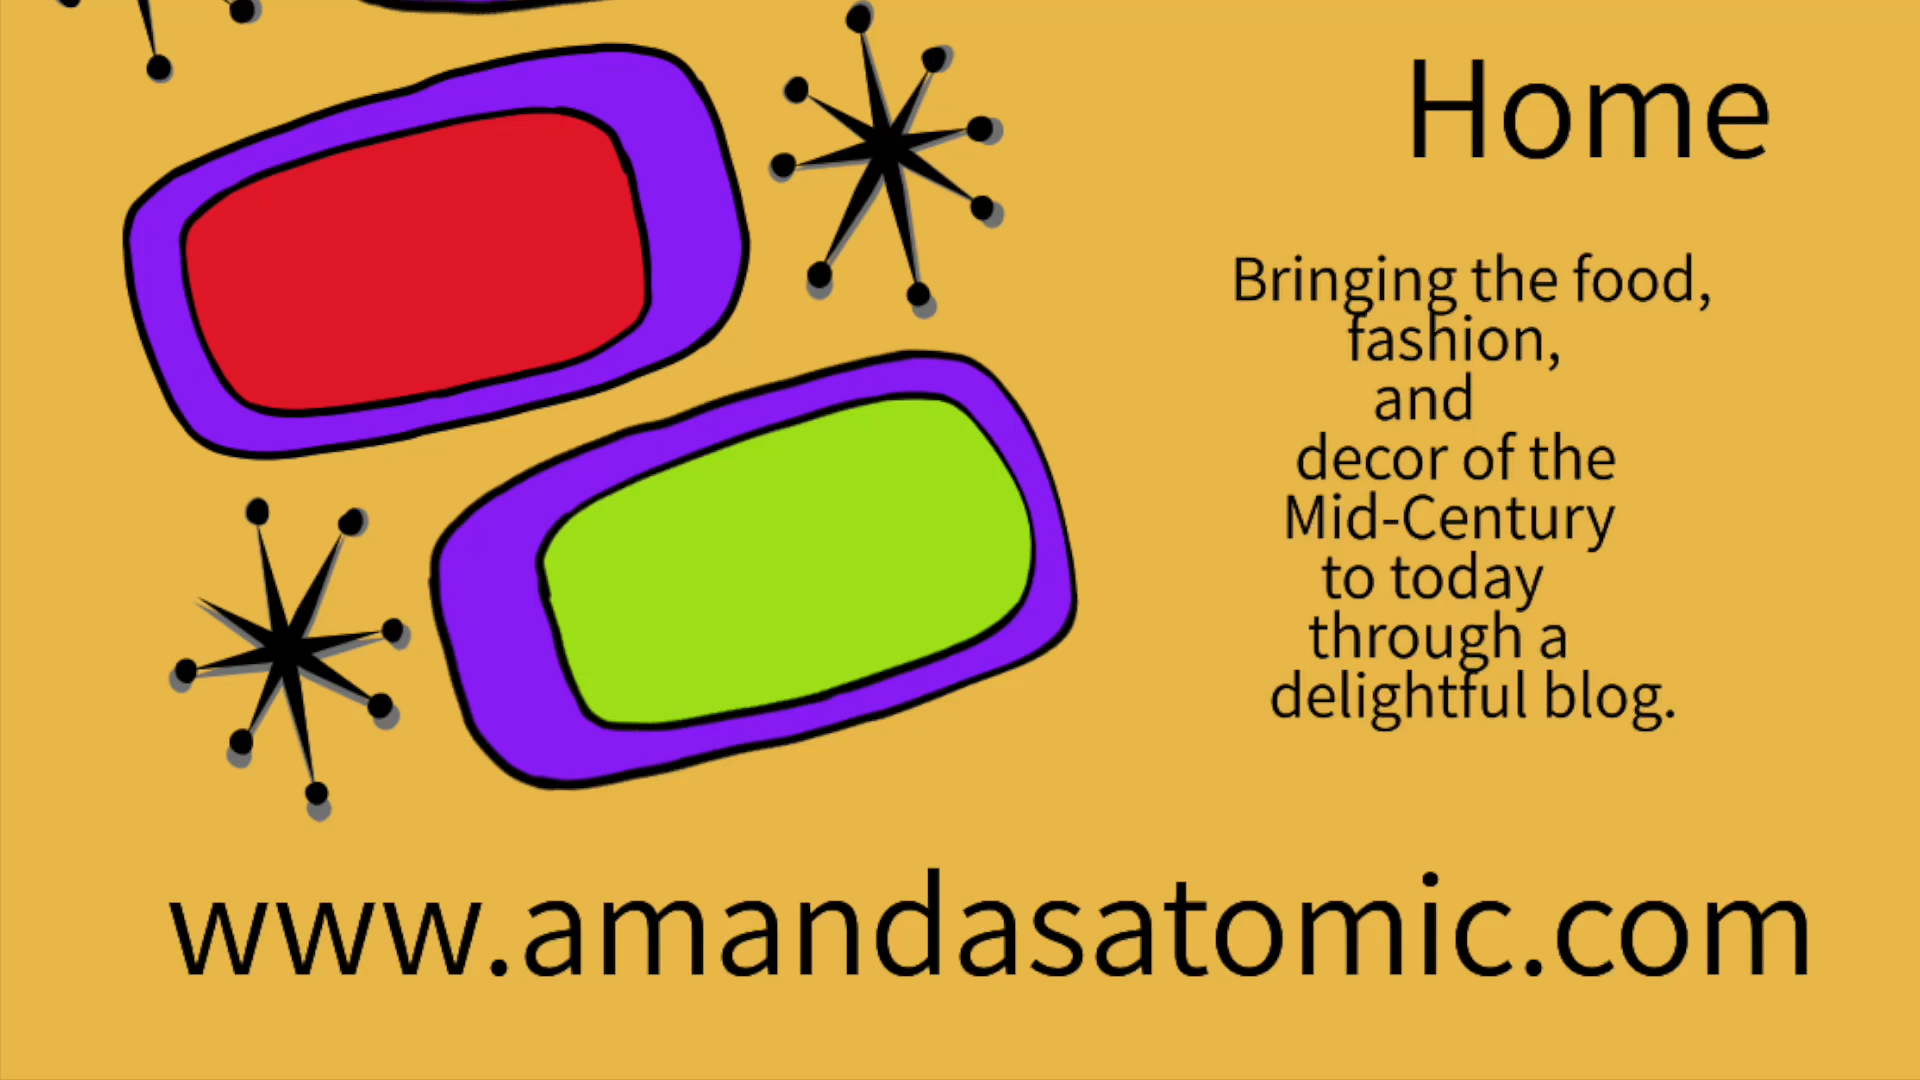 Home
Bringing the food,
fashion,
and
decor of the
Mid-Century
to today
through a
delightful blog.
www.amandasatomic.com